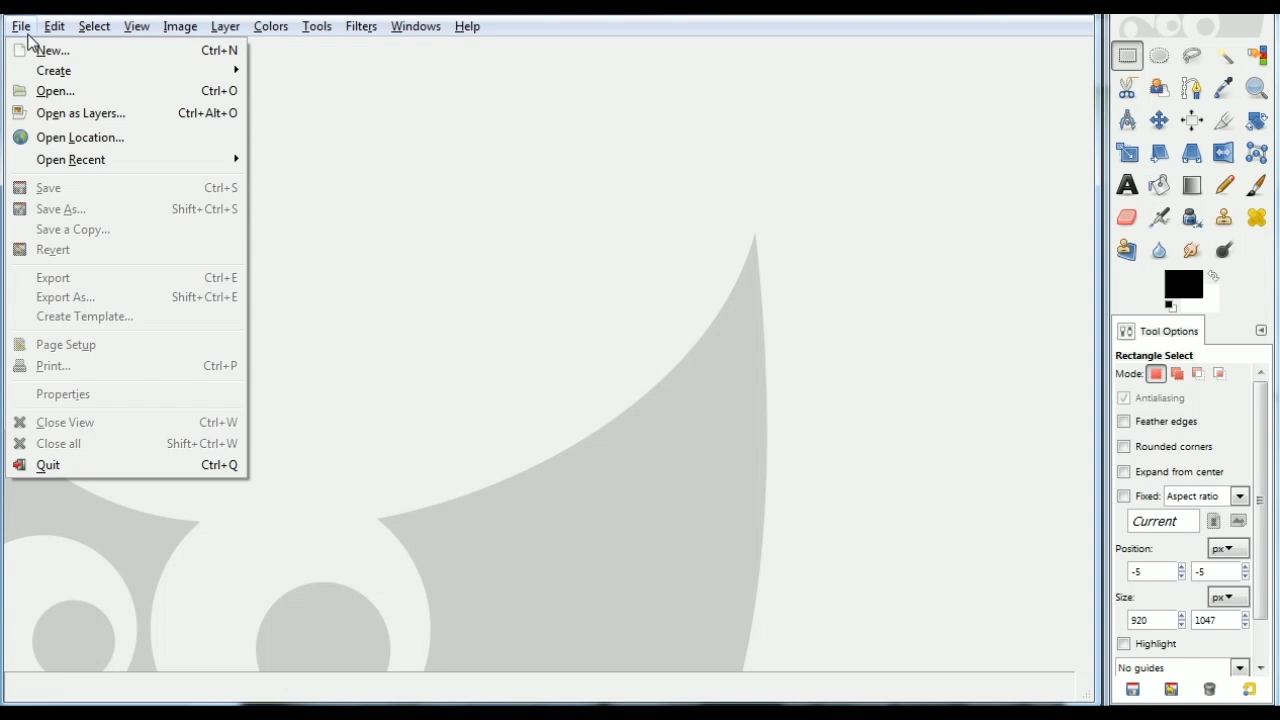 File Edit Select View Image Layer Colors Tools Filters Windows Help
New... Ctrl+N
Create
Open... Ctrl+O
Open as Layers... Ctrl+Alt+O
Open Location...
Open Recent
Save Ctrl+S
Save As... Shift+Ctrl+S
Save a Copy...
Revert
Export Ctrl+E
Export As... Shift+Ctrl+E
Create Template...
Page Setup
Print... Ctrl+P
Properties
Close View Ctrl+W
Close all Shift+Ctrl+W
Quit Ctrl+Q
Tool Options
Rectangle Select
Mode:
Antialiasing
Feather edges
Rounded corners
Expand from center
Fixed: Aspect ratio
Current
Position: px
-5 -5
Size: px
920 1047
Highlight
No guides